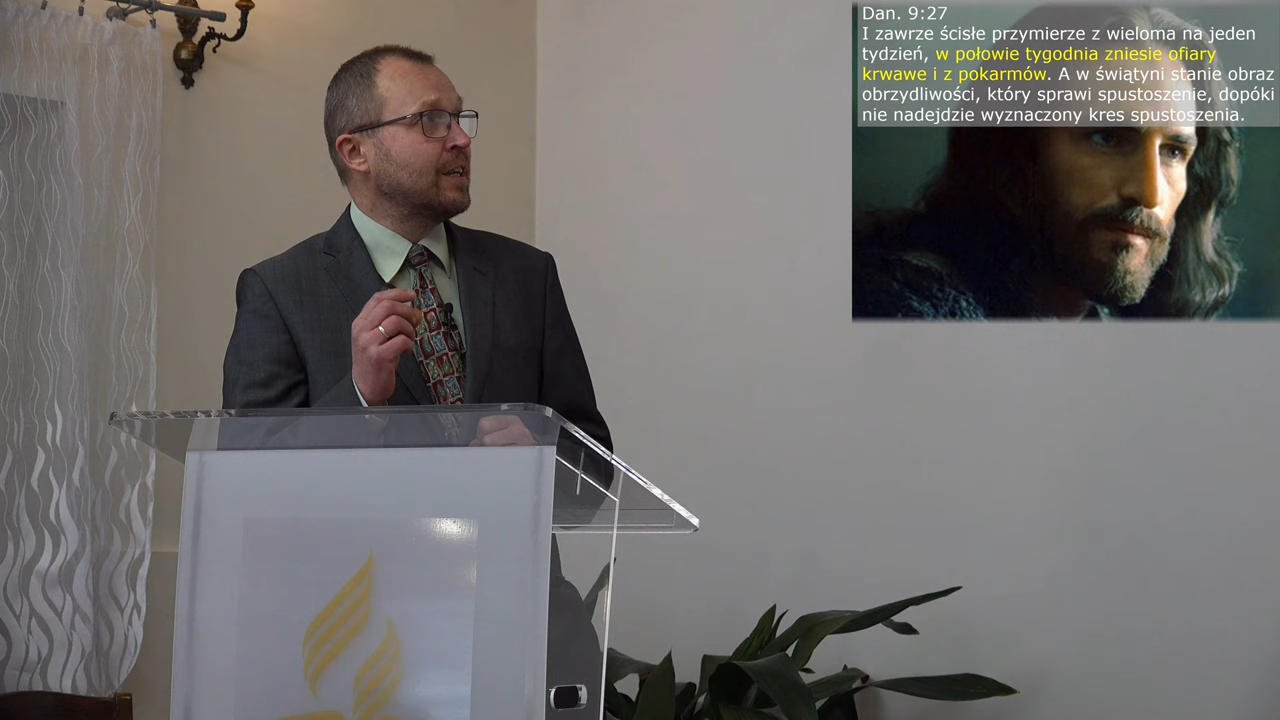 Dan. 9:27
I zawrze ścisłe przymierze z wieloma na jeden
tydzień, w połowie tygodnia zniesie ofiary
krwawe i z pokarmów. A w świątyni stanie obraz
obrzydliwości, który sprawi spustoszenie, dopóki
nie nadejdzie wyznaczony kres spustoszenia.